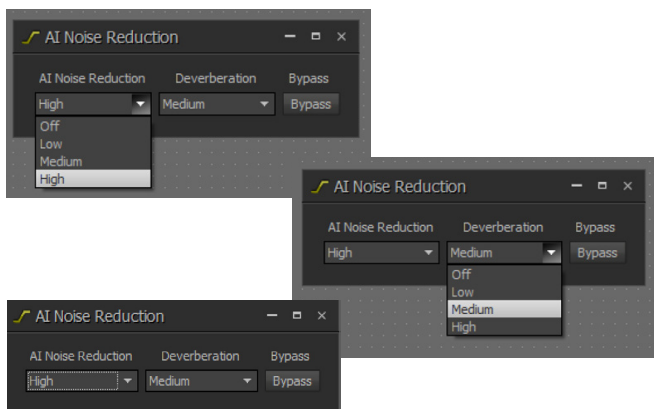 AI Noise Reduction
AI Noise Reduction Deverberation Bypass
High Medium Bypass
Off
Low
Medium
High
AI Noise Reduction
AI Noise Reduction Deverberation Bypass
High Medium Bypass
Off
Low
Medium
High
AI Noise Reduction
AI Noise Reduction Deverberation Bypass
High Medium Bypass